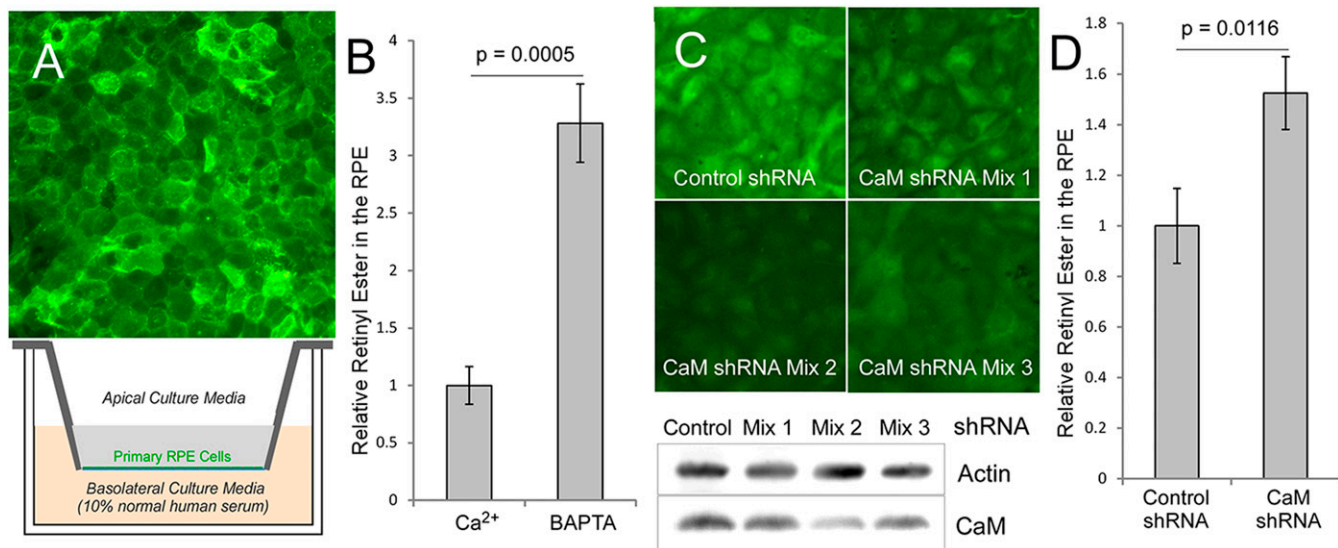 A
Apical Culture Media
Primary RPE Cells
Basolateral Culture Media
(10% normal human serum)
B
Relative Retinyl Ester in the RPE
4
3.5
3
2.5
2
1.5
1
0.5
0
p = 0.0005
Ca²⁺
BAPTA
C
Control shRNA
CaM shRNA Mix 1
CaM shRNA Mix 2
CaM shRNA Mix 3
Control Mix 1 Mix 2 Mix 3 shRNA
Actin
CaM
D
Relative Retinyl Ester in the RPE
1.8
1.6
1.4
1.2
1
0.8
0.6
0.4
0.2
0
p = 0.0116
Control
shRNA
CaM
shRNA